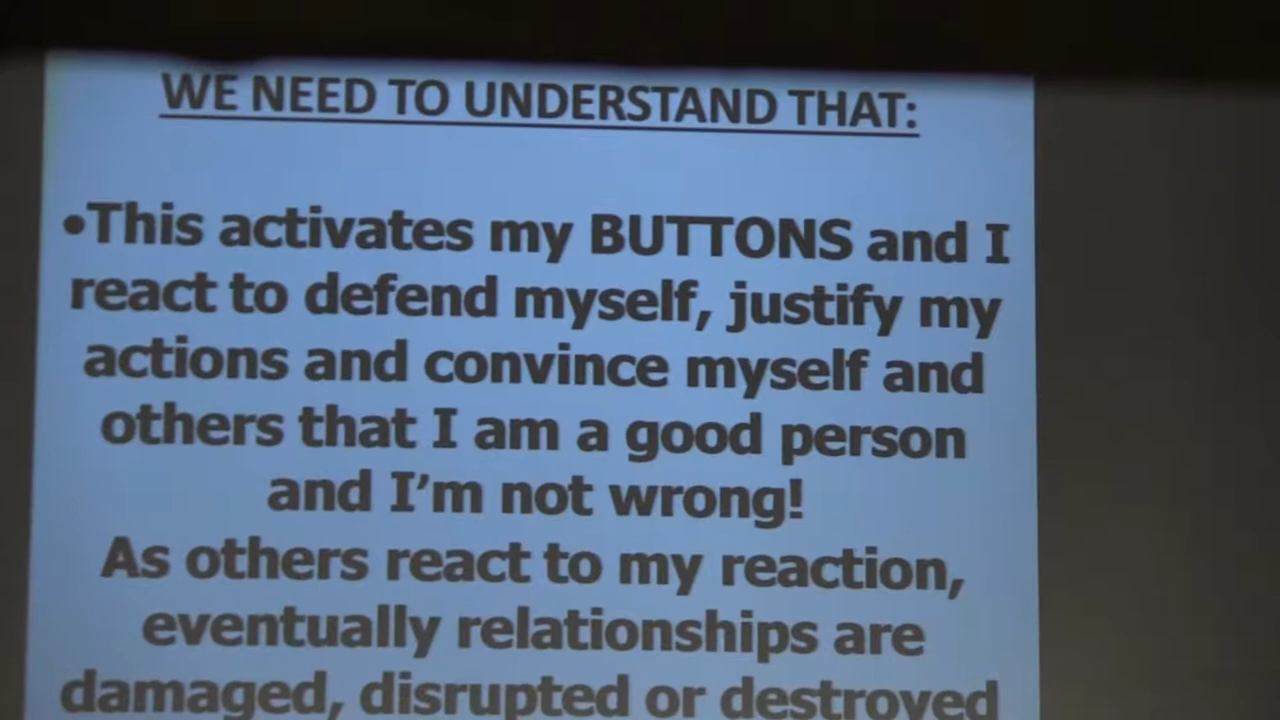 WE NEED TO UNDERSTAND THAT:
•This activates my BUTTONS and I
react to defend myself, justify my
actions and convince myself and
others that I am a good person
and I'm not wrong!
As others react to my reaction,
eventually relationships are
damaged, disrupted or destroyed